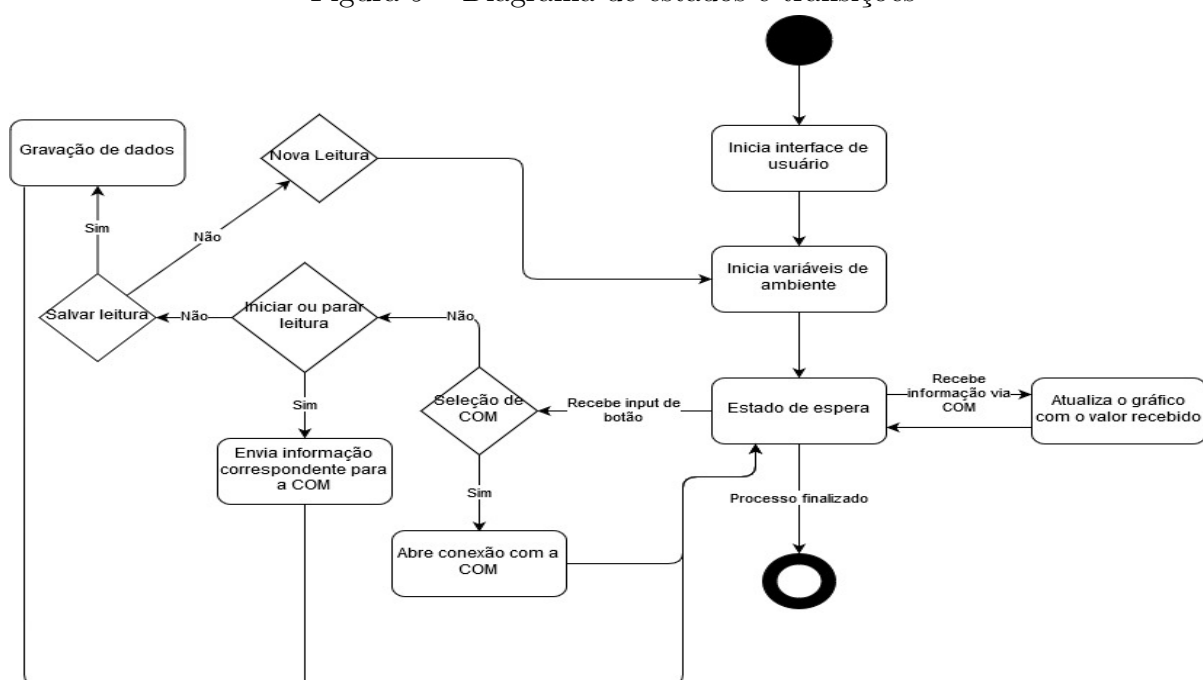 Figura – Diagrama de estados e transições
Inicia interface de
usuário
Gravação de dados
Nova Leitura
Sim
Não
Inicia variáveis de
ambiente
Salvar leitura
Não
Iniciar ou parar
leitura
Não
Sim
Seleção de
COM
Recebe input de
botão
Estado de espera
Recebe
informação via
COM
Atualiza o gráfico
com o valor recebido
Envia informação
correspondente para
a COM
Sim
Processo finalizado
Abre conexão com a
COM